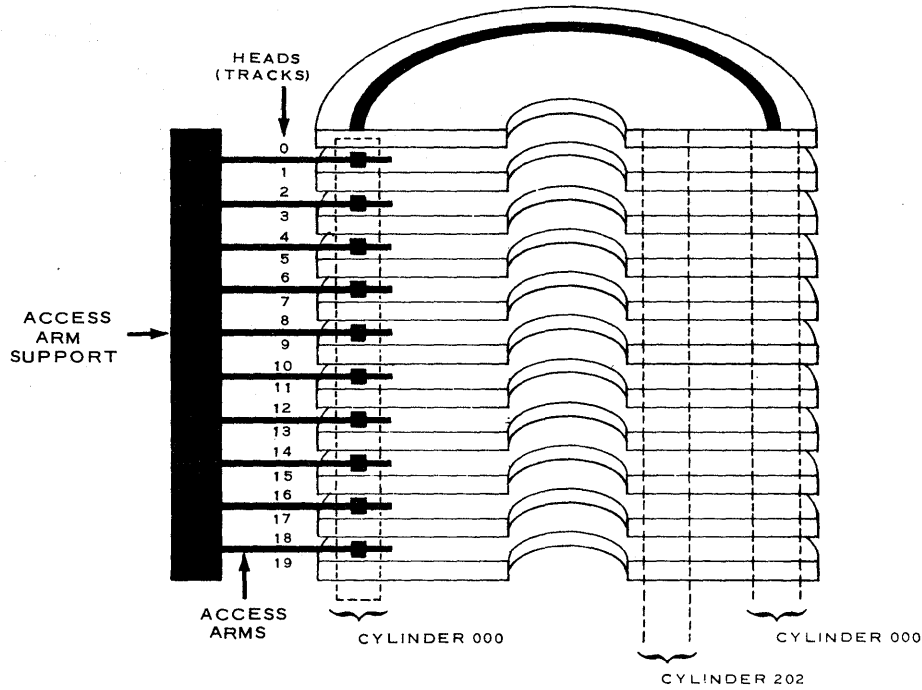 HEADS
(TRACKS)
0
1
2
3
4
5
6
7
8
9
10
11
12
13
14
15
16
17
18
19
ACCESS
ARM
SUPPORT
ACCESS
ARMS
CYLINDER 000
CYLINDER 202
CYLINDER 000